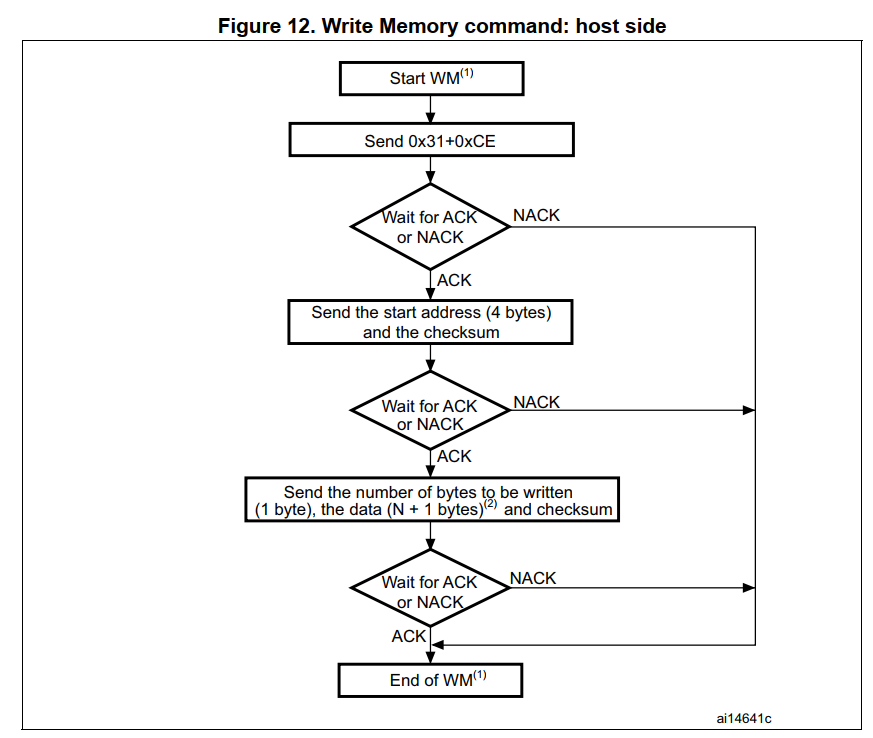 Figure 12. Write Memory command: host side
Start WM(1)
Send 0x31+0xCE
Wait for ACK
or NACK
NACK
ACK
Send the start address (4 bytes)
and the checksum
Wait for ACK
or NACK
NACK
ACK
Send the number of bytes to be written
(1 byte), the data (N + 1 bytes)(2) and checksum
Wait for ACK
or NACK
NACK
ACK
End of WM(1)
ai14641c